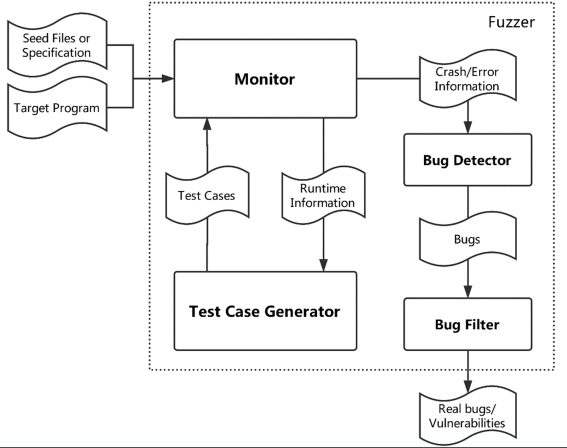 Fuzzer
Seed Files or
Specification
Target Program
Monitor
Crash/Error
Information
Bug Detector
Test Cases
Runtime
Information
Bugs
Test Case Generator
Bug Filter
Real bugs/
Vulnerabilities